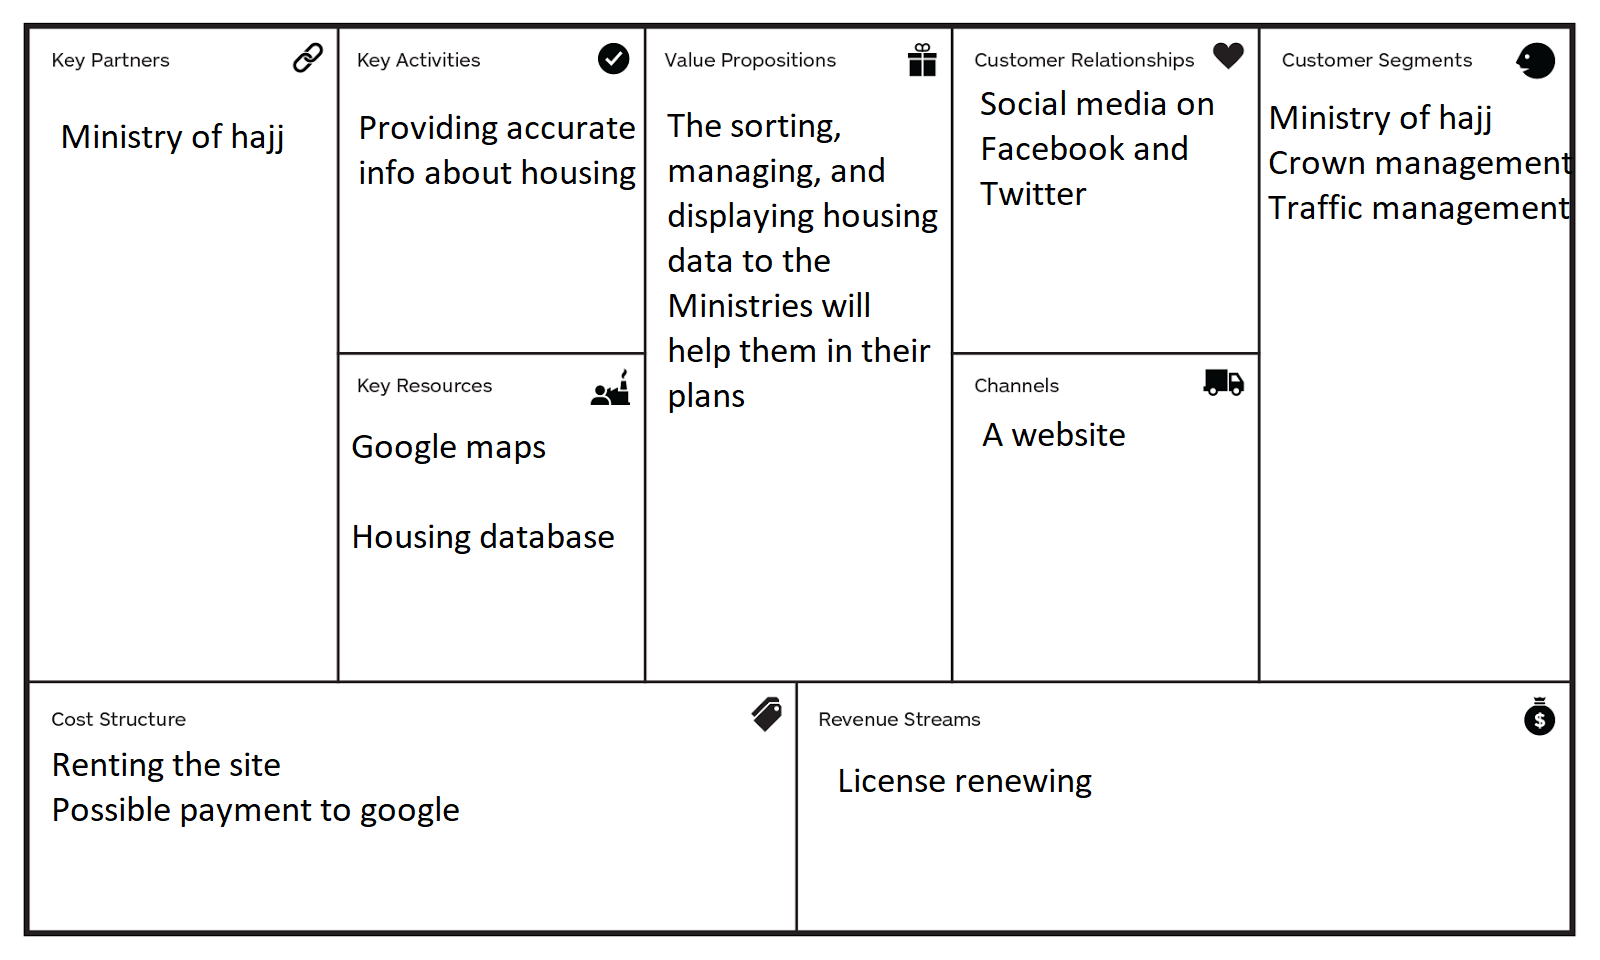 Key Partners
Ministry of hajj
Key Activities
Providing accurate
info about housing
Key Resources
Google maps
Housing database
Value Propositions
The sorting,
managing, and
displaying housing
data to the
Ministries will
help them in their
plans
Customer Relationships
Social media on
Facebook and
Twitter
Channels
A website
Customer Segments
Ministry of hajj
Crown management
Traffic management
Cost Structure
Renting the site
Possible payment to google
Revenue Streams
$
License renewing